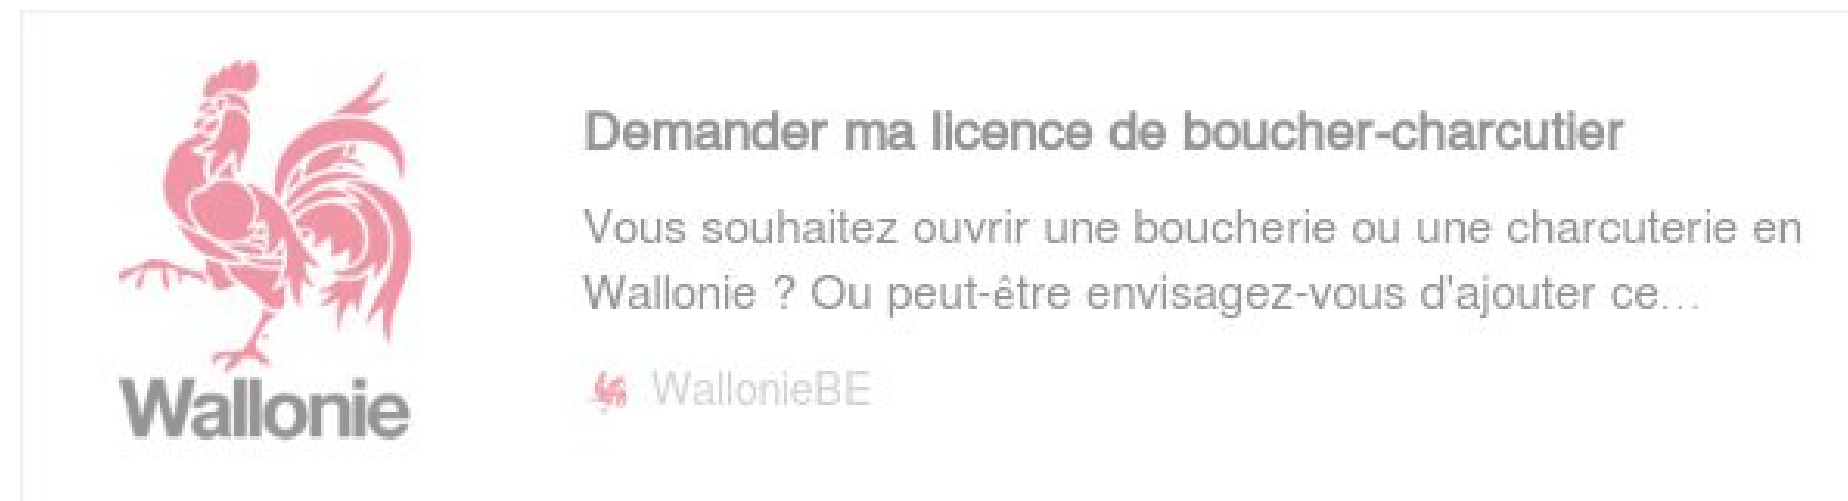 Demander ma licence de boucher-charcutier
Vous souhaitez ouvrir une boucherie ou une charcuterie en
Wallonie ? Ou peut-être envisagez-vous d'ajouter ce...
WallonieBE
Wallonie